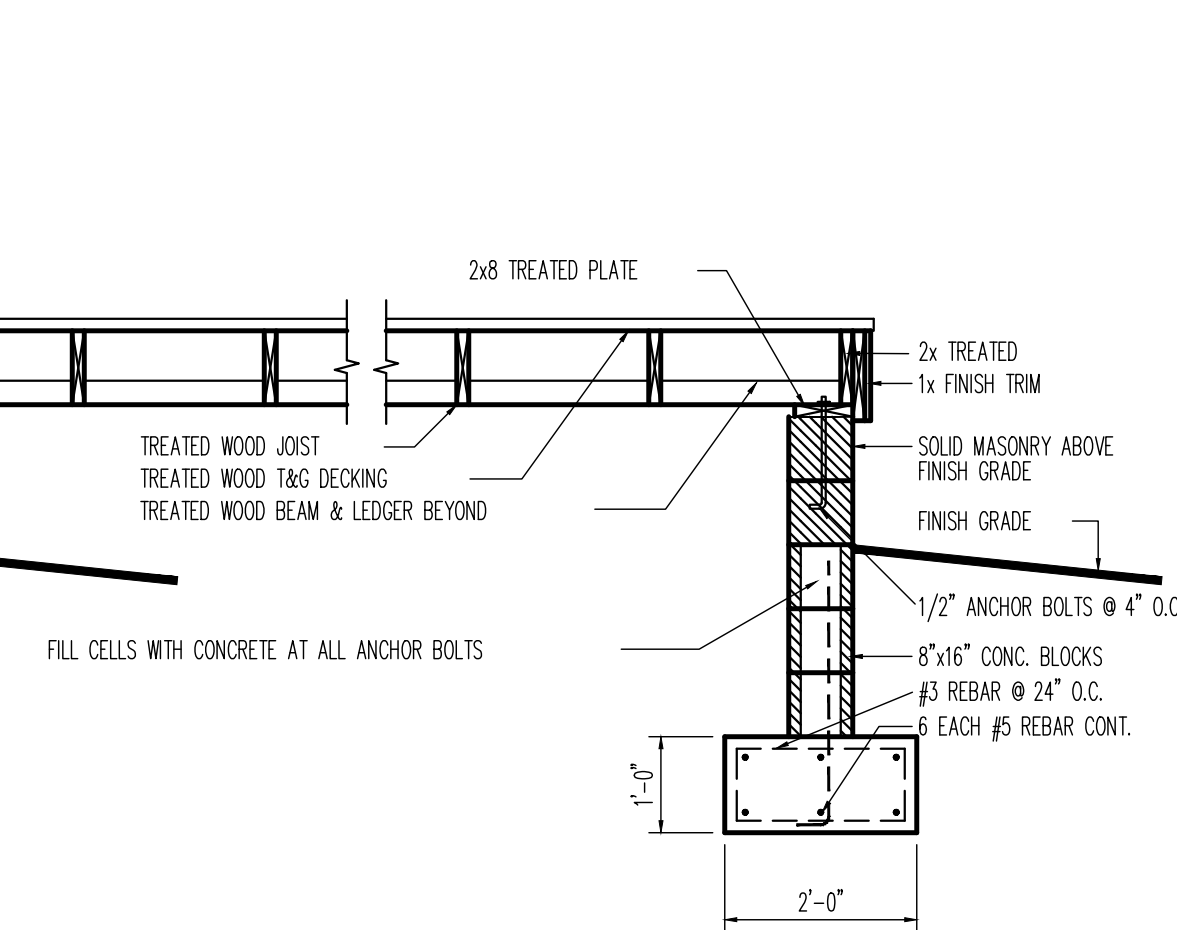 2x8 TREATED PLATE
2x TREATED
1x FINISH TRIM
TREATED WOOD JOIST
TREATED WOOD T&G DECKING
TREATED WOOD BEAM & LEDGER BEYOND
SOLID MASONRY ABOVE
FINISH GRADE
FINISH GRADE
1/2" ANCHOR BOLTS @ 4" O.C
FILL CELLS WITH CONCRETE AT ALL ANCHOR BOLTS
8"x16" CONC. BLOCKS
#3 REBAR @ 24" O.C.
6 EACH #5 REBAR CONT.
1'-0"
2'-0"